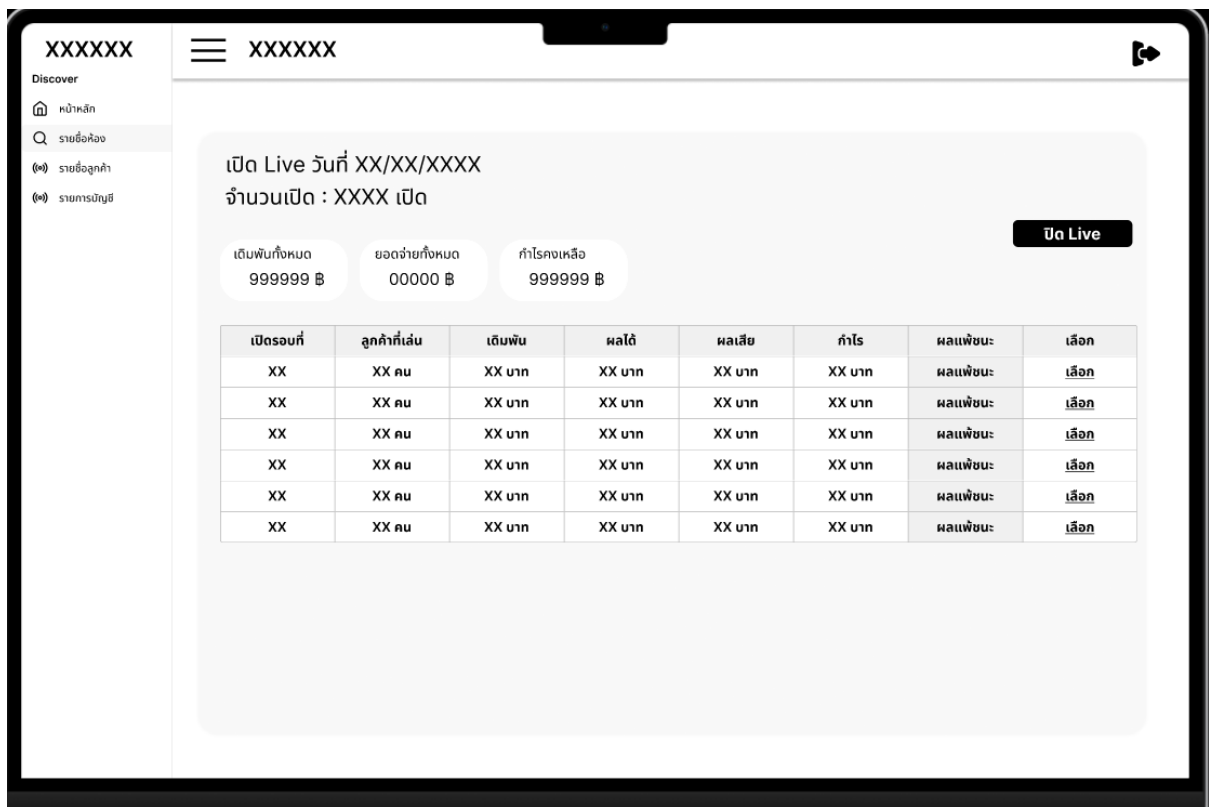 XXXXXX
Discover
หน้าหลัก
รายชื่อห้อง
รายชื่อลูกค้า
รายการบัญชี
XXXXXX
เปิด Live วันที่ XX/XX/XXXX
จำนวนเปิด : XXXX เปิด
ปิด Live
เดิมพันทั้งหมด ยอดจ่ายทั้งหมด กำไรคงเหลือ
999999 ฿ 00000 ฿ 999999 ฿
เปิดรอบที่ ลูกค้าที่เล่น เดิมพัน ผลได้ ผลเสีย กำไร ผลแพ้ชนะ เลือก
XX XX คน XX บาท XX บาท XX บาท XX บาท ผลแพ้ชนะ เลือก
XX XX คน XX บาท XX บาท XX บาท XX บาท ผลแพ้ชนะ เลือก
XX XX คน XX บาท XX บาท XX บาท XX บาท ผลแพ้ชนะ เลือก
XX XX คน XX บาท XX บาท XX บาท XX บาท ผลแพ้ชนะ เลือก
XX XX คน XX บาท XX บาท XX บาท XX บาท ผลแพ้ชนะ เลือก
XX XX คน XX บาท XX บาท XX บาท XX บาท ผลแพ้ชนะ เลือก